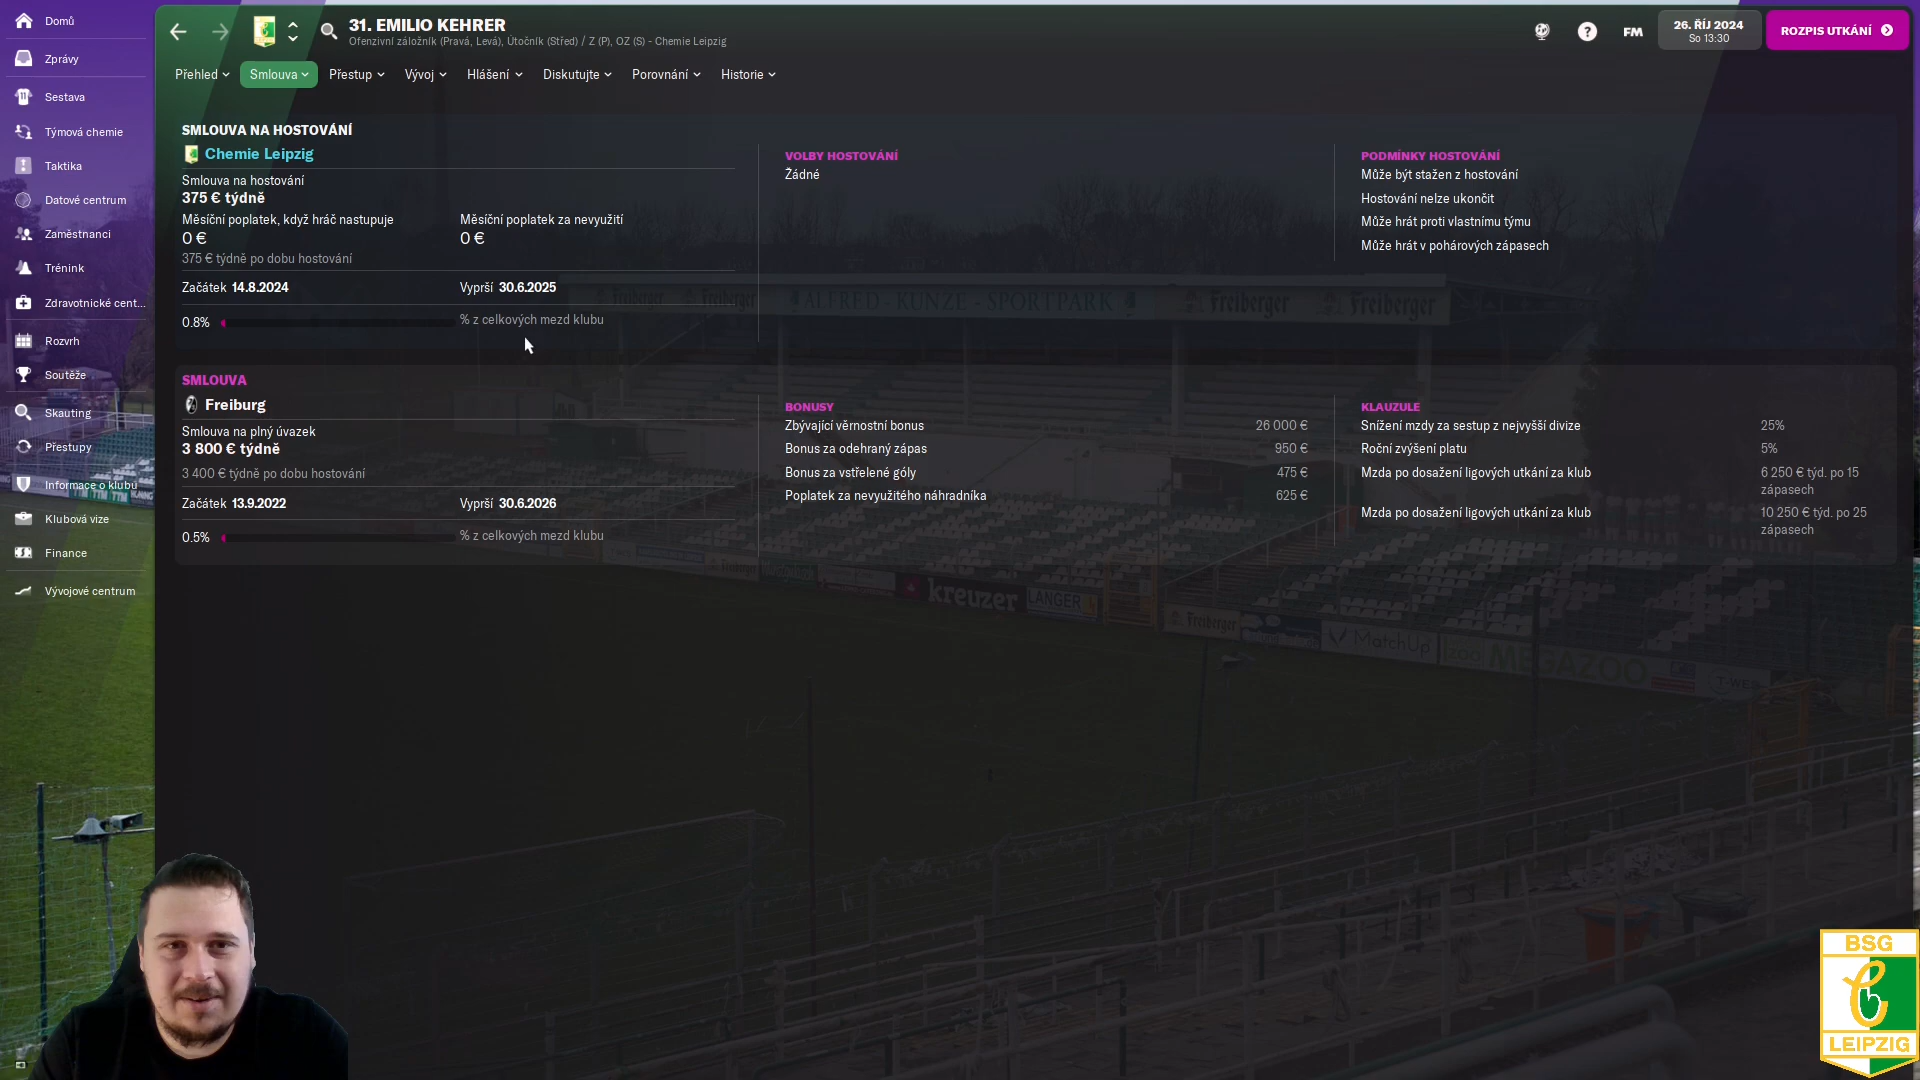 Domů
Zprávy
Sestava
Týmová chemie
Taktika
Datové centrum
Zaměstnanci
Trénink
Zdravotnické cent...
Rozvrh
Soutěže
Skauting
Přestupy
Informace o klubu
Klubová vize
Finance
Vývojové centrum
31. EMILIO KEHRER
Ofenzivní záložník (Pravá, Levá), Útočník (Střed) / Z (P), OZ (S) - Chemie Leipzig
FM
26. ŘÍJ 2024
So 13:30
ROZPIS UTKÁNÍ
Přehled
Smlouva
Přestup
Vývoj
Hlášení
Diskutujte
Porovnání
Historie
SMLOUVA NA HOSTOVÁNÍ
Chemie Leipzig
Smlouva na hostování
375 € týdně
Měsíční poplatek, když hráč nastupuje
Měsíční poplatek za nevyužití
0 €
0 €
375 € týdně po dobu hostování
Začátek 14.8.2024
Vyprší 30.6.2025
0.8%
% z celkových mezd klubu
VOLBY HOSTOVÁNÍ
Žádné
PODMÍNKY HOSTOVÁNÍ
Může být stažen z hostování
Hostování nelze ukončit
Může hrát proti vlastnímu týmu
Může hrát v pohárových zápasech
Freiberger
Freiberger
ALFRED - KUNZE - SPORTPARK
Freiberger
Freiberger
SMLOUVA
Freiburg
Smlouva na plný úvazek
3 800 € týdně
3 400 € týdně po dobu hostování
Začátek 13.9.2022
Vyprší 30.6.2026
0.5%
% z celkových mezd klubu
BONUSY
Zbývající věrnostní bonus 26 000 €
Bonus za odehraný zápas 950 €
Bonus za vstřelené góly 475 €
Poplatek za nevyužitého náhradníka 625 €
KLAUZULE
Snížení mzdy za sestup z nejvyšší divize 25%
Roční zvýšení platu 5%
Mzda po dosažení ligových utkání za klub 6 250 € týd. po 15
zápasech
Mzda po dosažení ligových utkání za klub 10 250 € týd. po 25
zápasech
kreuzer
LANGER
Freiberger
MatchUp
ZOO MEGAZOO
T-WEB
BSG
LEIPZIG